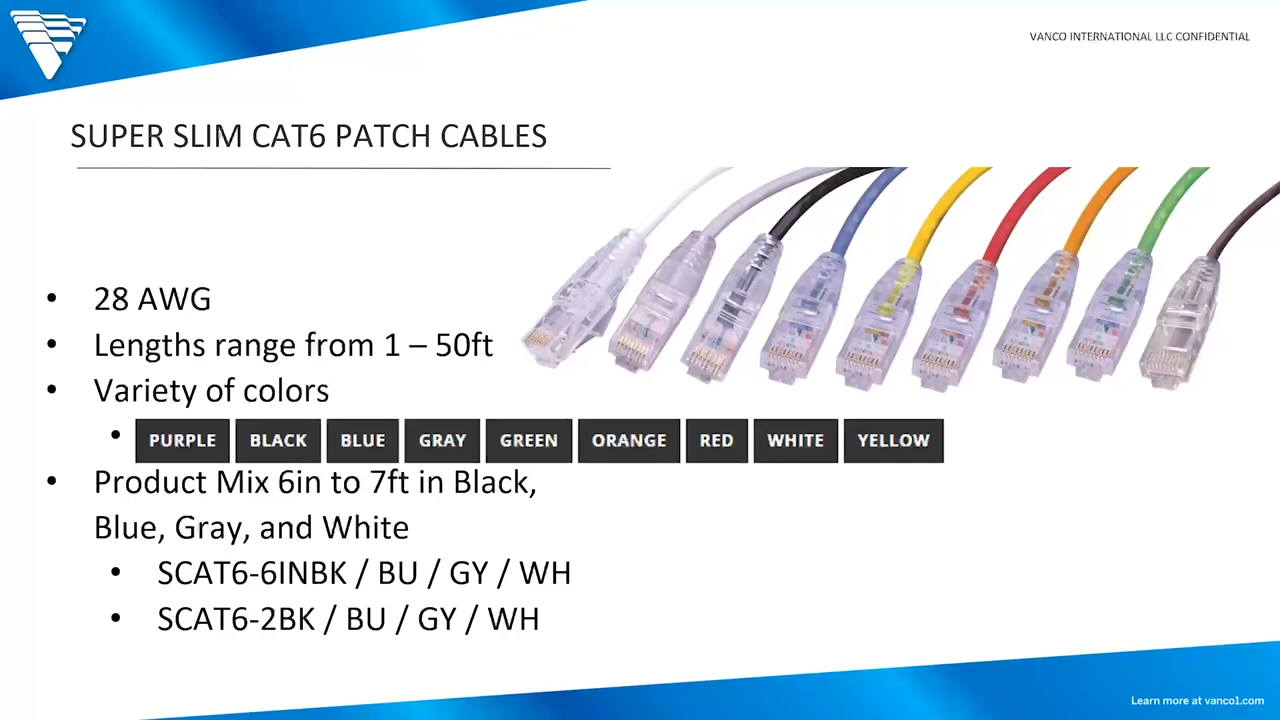 VANCO INTERNATIONAL LLC CONFIDENTIAL
SUPER SLIM CAT6 PATCH CABLES
• 28 AWG
• Lengths range from 1 – 50ft
• Variety of colors
• PURPLE BLACK BLUE GRAY GREEN ORANGE RED WHITE YELLOW
• Product Mix 6in to 7ft in Black,
Blue, Gray, and White
• SCAT6-6INBK / BU / GY / WH
• SCAT6-2BK / BU / GY / WH
Learn more at vanco1.com